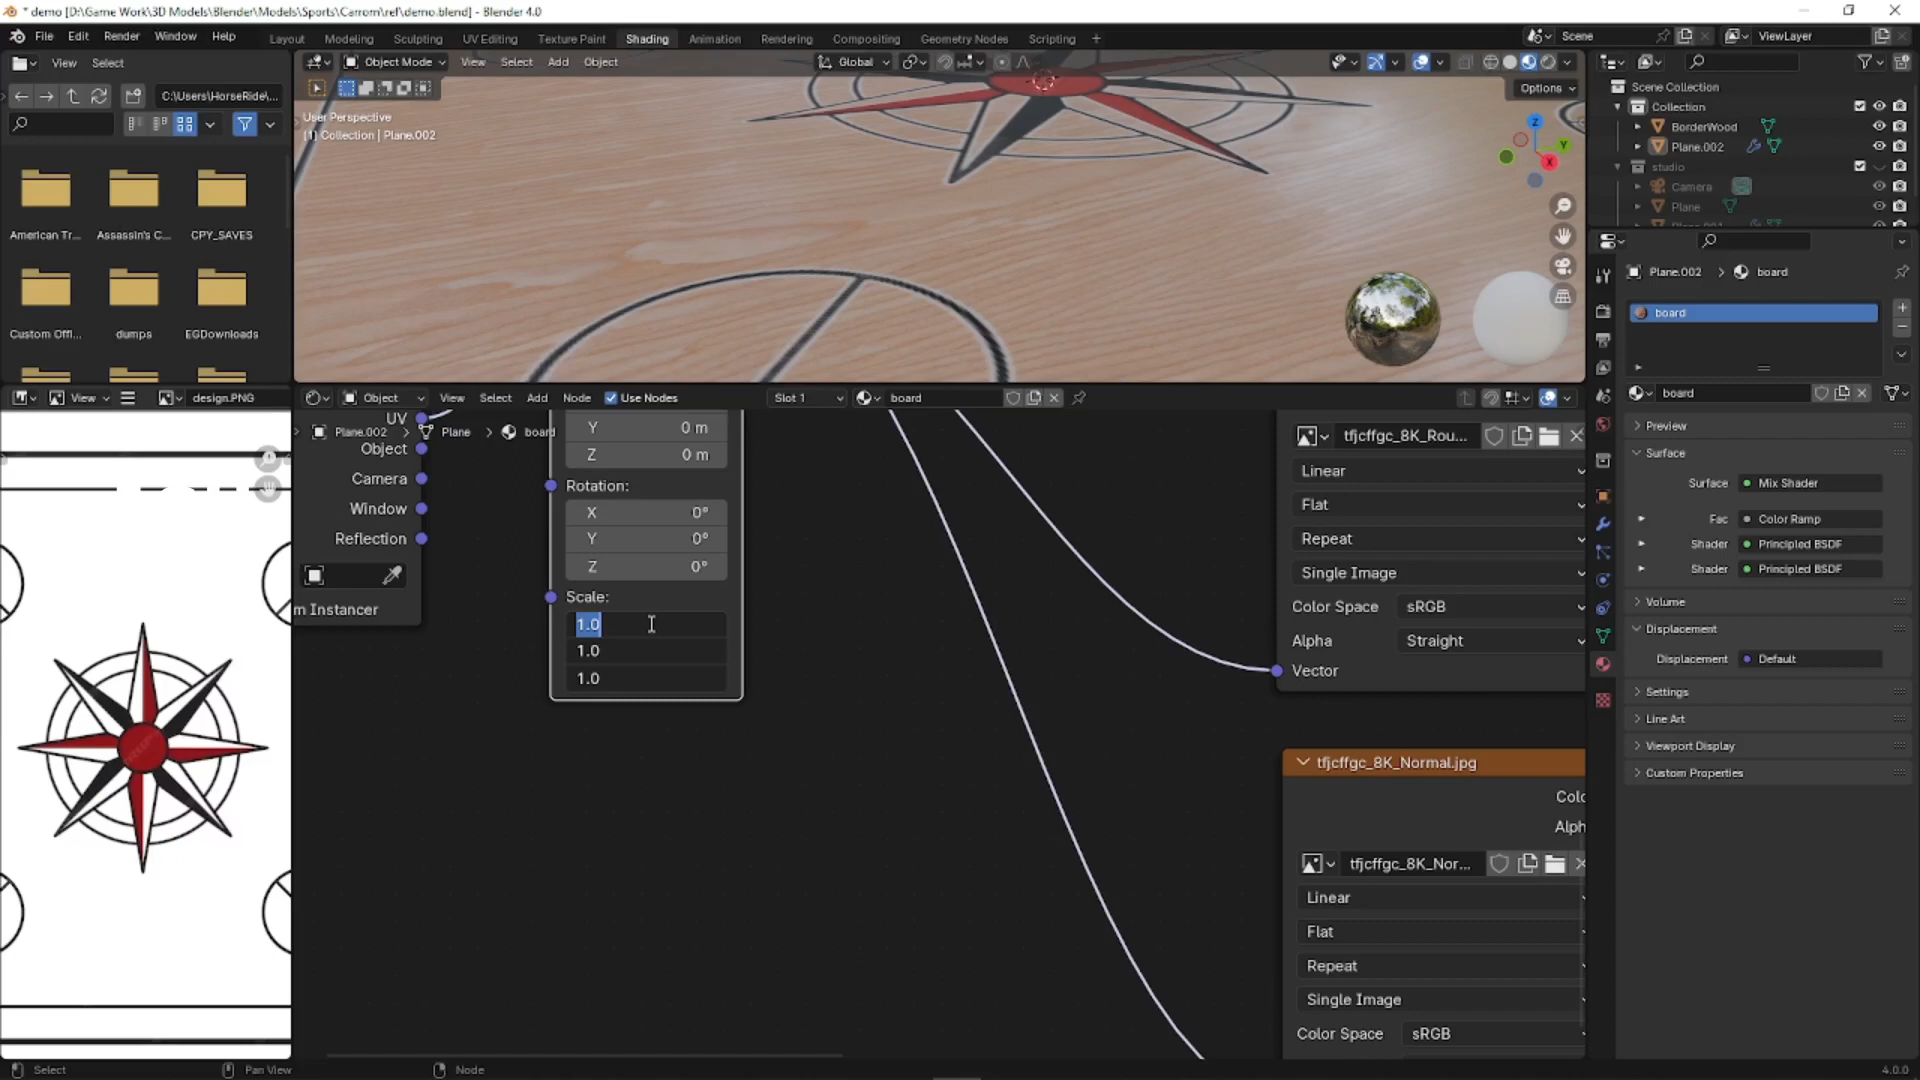 * demo [D:\Game Work\3D Models\Blender\Models\Sports\Carrom\ref\demo.blend] - Blender 4.0
File Edit Render Window Help
Layout Modeling Sculpting UV Editing Texture Paint Shading Animation Rendering Compositing Geometry Nodes Scripting +
Scene
ViewLayer
View Select
Object Mode View Select Add Object
Global
C:\Users\HorseRide\...
Options
User Perspective
(1) Collection | Plane.002
Z
Y
X
Scene Collection
Collection
BorderWood
Plane.002
studio
Camera
Plane
American Tr...
Assassin's C...
CPY_SAVES
Custom Offi...
dumps
EGDownloads
Plane.002 > board
board
board
View
design.PNG
Object View Select Add Node Use Nodes
Slot 1
board
UV
Plane.002 > Plane > board
Object
Camera
Window
Reflection
m Instancer
Y 0 m
Z 0 m
Rotation:
X 0°
Y 0°
Z 0°
Scale:
1.0
1.0
1.0
tfjcffgc_8K_Rou...
Linear
Flat
Repeat
Single Image
Color Space sRGB
Alpha Straight
Vector
tfjcffgc_8K_Normal.jpg
Colo
Alph
tfjcffgc_8K_Nor...
Linear
Flat
Repeat
Single Image
Color Space sRGB
Preview
Surface
Surface Mix Shader
Fac Color Ramp
Shader Principled BSDF
Shader Principled BSDF
Volume
Displacement
Displacement Default
Settings
Line Art
Viewport Display
Custom Properties
Select
Pan View
Node
4.0.0